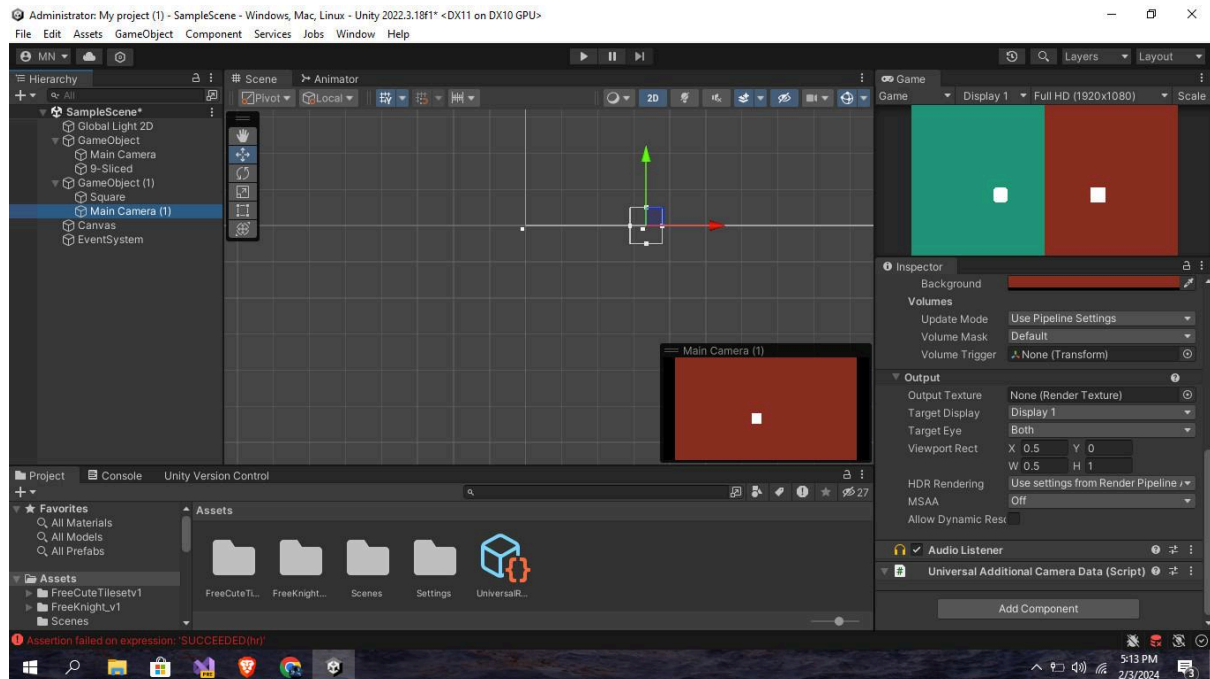 Administrator: My project (1) - SampleScene - Windows, Mac, Linux - Unity 2022.3.18f1* <DX11 on DX10 GPU>
File Edit Assets GameObject Component Services Jobs Window Help
MN Layers Layout
Hierarchy
All
SampleScene*
Global Light 2D
GameObject
Main Camera
9-Sliced
GameObject (1)
Square
Main Camera (1)
Canvas
EventSystem
Scene Animator
Pivot Local 2D
Main Camera (1)
Game
Game Display 1 Full HD (1920x1080) Scale
Inspector
Background
Volumes
Update Mode Use Pipeline Settings
Volume Mask Default
Volume Trigger None (Transform)
Output
Output Texture None (Render Texture)
Target Display Display 1
Target Eye Both
Viewport Rect X 0.5 Y 0
W 0.5 H 1
HDR Rendering Use settings from Render Pipeline A
MSAA Off
Allow Dynamic Reso
Audio Listener
# Universal Additional Camera Data (Script)
Add Component
Project Console Unity Version Control
27
Favorites
All Materials
All Models
All Prefabs
Assets
FreeCuteTilesetv1
FreeKnight_v1
Scenes
Assets
FreeCuteTi... FreeKnight... Scenes Settings UniversalR...
Assertion failed on expression: 'SUCCEEDED(hr)'
PRE
5:13 PM
2/3/2024
3